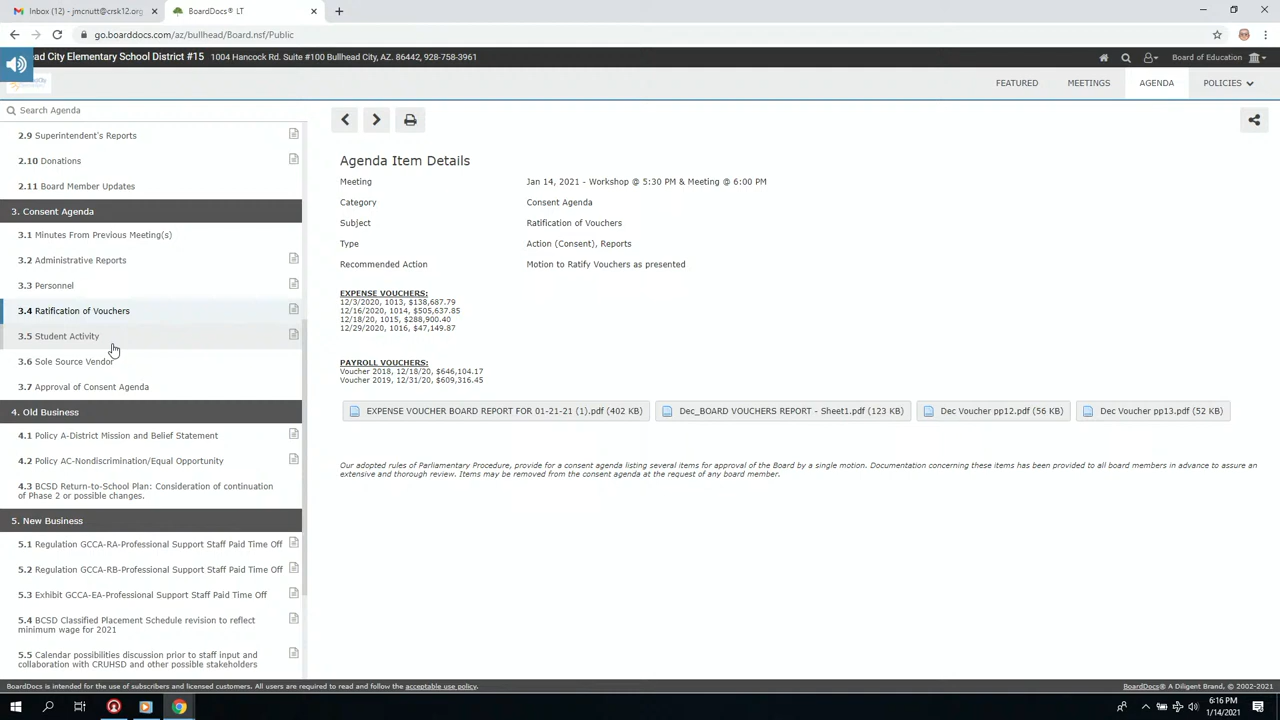 Inbox (12) - jmcnutt@crsk12.org
BoardDocs® LT
go.boarddocs.com/az/bullhead/Board.nsf/Public
ead City Elementary School District #15 1004 Hancock Rd. Suite #100 Bullhead City, AZ. 86442, 928-758-3961
Board of Education
FEATURED MEETINGS AGENDA POLICIES
Search Agenda
2.9 Superintendent's Reports
2.10 Donations
2.11 Board Member Updates
3. Consent Agenda
3.1 Minutes From Previous Meeting(s)
3.2 Administrative Reports
3.3 Personnel
3.4 Ratification of Vouchers
3.5 Student Activity
3.6 Sole Source Vendor
3.7 Approval of Consent Agenda
4. Old Business
4.1 Policy A-District Mission and Belief Statement
4.2 Policy AC-Nondiscrimination/Equal Opportunity
4.3 BCSD Return-to-School Plan: Consideration of continuation
of Phase 2 or possible changes.
5. New Business
5.1 Regulation GCCA-RA-Professional Support Staff Paid Time Off
5.2 Regulation GCCA-RB-Professional Support Staff Paid Time Off
5.3 Exhibit GCCA-EA-Professional Support Staff Paid Time Off
5.4 BCSD Classified Placement Schedule revision to reflect
minimum wage for 2021
5.5 Calendar possibilities discussion prior to staff input and
collaboration with CRUHSD and other possible stakeholders
Agenda Item Details
Meeting Jan 14, 2021 - Workshop @ 5:30 PM & Meeting @ 6:00 PM
Category Consent Agenda
Subject Ratification of Vouchers
Type Action (Consent), Reports
Recommended Action Motion to Ratify Vouchers as presented
EXPENSE VOUCHERS:
12/3/2020, 1013, $138,687.79
12/16/2020, 1014, $505,637.85
12/18/20, 1015, $288,900.40
12/29/2020, 1016, $47,149.87
PAYROLL VOUCHERS:
Voucher 2018, 12/18/20, $646,104.17
Voucher 2019, 12/31/20, $609,316.45
EXPENSE VOUCHER BOARD REPORT FOR 01-21-21 (1).pdf (402 KB) Dec_BOARD VOUCHERS REPORT - Sheet1.pdf (123 KB) Dec Voucher pp12.pdf (56 KB) Dec Voucher pp13.pdf (52 KB)
Our adopted rules of Parliamentary Procedure, provide for a consent agenda listing several items for approval of the Board by a single motion. Documentation concerning these items has been provided to all board members in advance to assure an
extensive and thorough review. Items may be removed from the consent agenda at the request of any board member.
BoardDocs is intended for the use of subscribers and licensed customers. All users are required to read and follow the acceptable use policy.
BoardDocs® A Diligent Brand, © 2002-2021
6:16 PM
1/14/2021